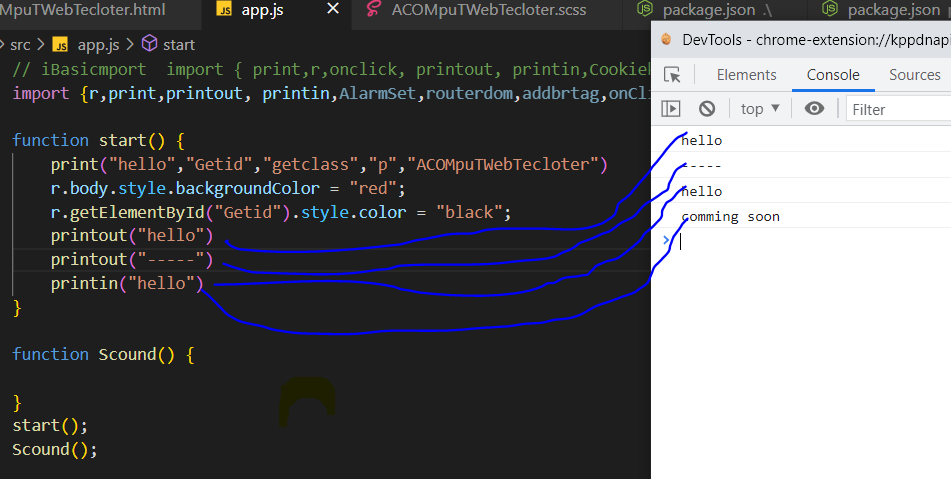 MpuTWebTecloter.html JS app.js × ACOMpuTWebTecloter.scss package.json .\ package.json
> src > JS app.js > start
// iBasicmport  import { print,r,onclick, printout, printin,Cookie
import {r,print,printout, printin,AlarmSet,routerdom,addbrtag,onCl
function start() {
print("hello","Getid","getclass","p","ACOMpuTWebTecloter")
r.body.style.backgroundColor = "red";
r.getElementById("Getid").style.color = "black";
printout("hello")
printout("-----")
printin("hello")
}
function Scound() {
}
start();
Scound();
DevTools - chrome-extension://kppdnapi
Elements Console Sources
top ▼ Filter
hello
-----
hello
comming soon
>